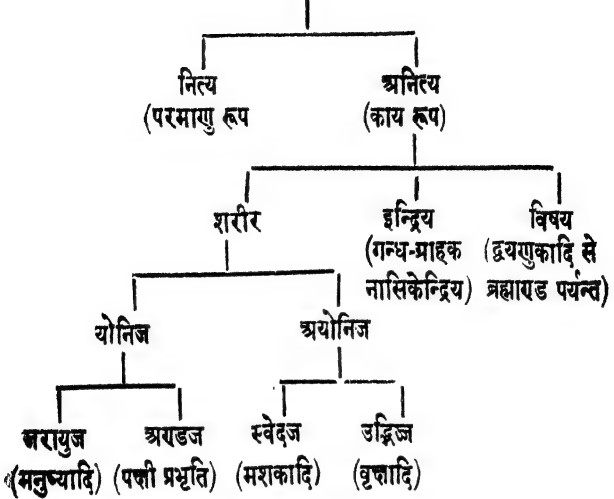 नित्य अनित्य
(परमाणु रूप (काय रूप)
शरीर इन्द्रिय विषय
(गन्ध-ग्राहक (द्वयणुकादि से
नासिकेन्द्रिय) ब्रह्माण्ड पर्यन्त)
योनिज अयोनिज
जरायुज अण्डज स्वेदज उद्भिज्ज
(मनुष्यादि) (पक्षी प्रभृति) (मशकादि) (वृक्षादि)